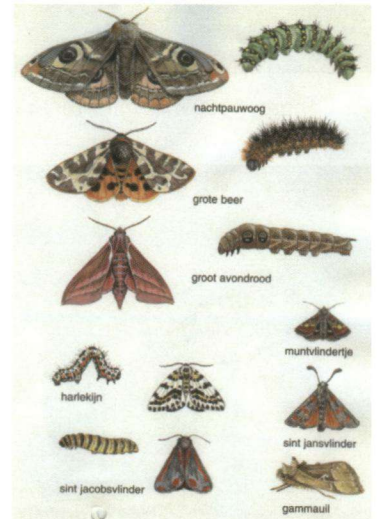 nachtpauwoog
grote beer
groot avondrood
muntvlindertje
harlekijn
sint jansvlinder
sint jacobsvlinder
gammauil